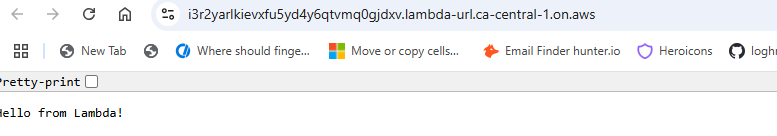 i3r2yarlkievxfu5yd4y6qtvmq0gjdxv.lambda-url.ca-central-1.on.aws
New Tab Where should finge... Move or copy cells... Email Finder hunter.io Heroicons loghr
Pretty-print
Hello from Lambda!